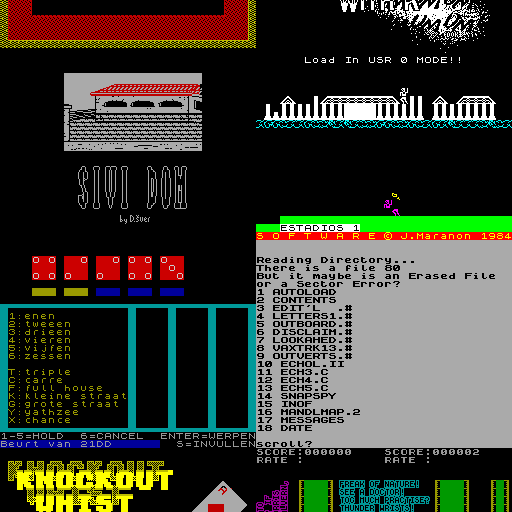 Load In USR 0 MODE!!
SIVI DOM
by D.Šver
ESTADIOS 1
S O F T W A R E © J.Maranon 1984
Reading Directory...
There is a file 80
But it maybe is an Erased File
or a Sector Error?
1 AUTOLOAD
2 CONTENTS
3 EDIT'L .#
4 LETTERS1.#
5 OUTBOARD.#
6 DISCLAIM.#
7 LOOKAHED.#
8 VAXTRK13.#
9 OUTVERTS.#
10 ECHOL.II
11 ECH3.C
12 ECH4.C
13 ECH5.C
14 SNAPSPY
15 INOF
16 MANDLMAP.2
17 MESSAGES
18 DATE
scroll?
1:enen
2:tweeen
3:drieen
4:vieren
5:vijfen
6:zessen
T:triple
C:carre
F:full house
K:kleine straat
G:grote straat
Y:yathzee
X:chance
1-5=HOLD 6=CANCEL ENTER=WERPEN
Beurt van 21DD S=INVULLEN
KNOCKOUT
WHIST
SCORE:000000 SCORE:000002
RATE : RATE :
FREAK OF NATURE!
SEE A DOCTOR!
TOO MUCH PRACTISE?
THUNDER WRISTS!